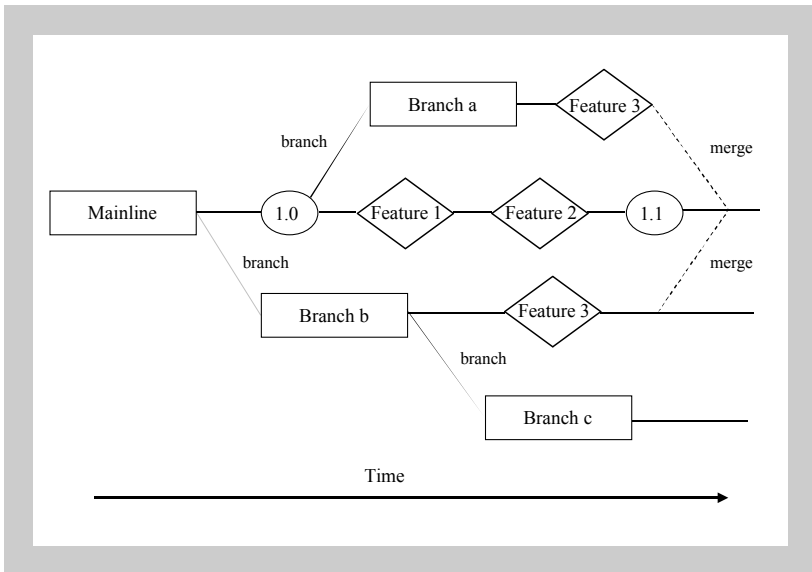 Branch a
Feature 3
branch
merge
Mainline
1.0
Feature 1
Feature 2
1.1
branch
merge
Branch b
Feature 3
branch
Branch c
Time